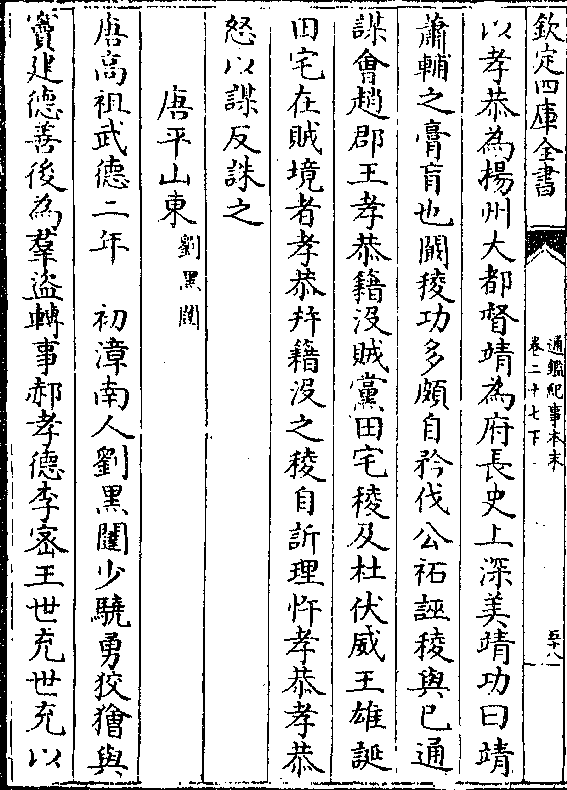 欽定四庫全書
通鑑紀事本末
卷二十七下
五十八
以孝恭為揚州大都督靖為府長史上深美靖功曰靖
蕭輔之膏肓也闞稜功多頗自矜伐公祏誣稜與已通
謀會趙郡王孝恭籍沒賊黨田宅稜及杜伏威王雄誕
田宅在賊境者孝恭幷籍沒之稜自訢理忤孝恭孝恭
怒以謀反誅之
唐平山東劉黑闥
唐高祖武德二年　初漳南人劉黑闥少驍勇狡獪與
竇建德善後為羣盜轉事郝孝德李密王世充世充以